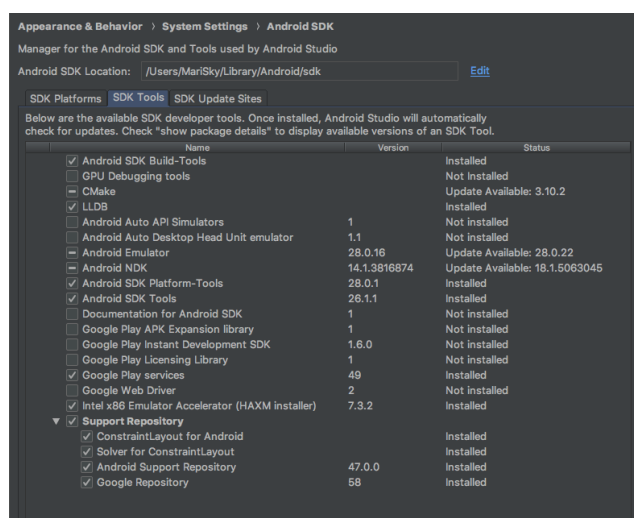 Appearance & Behavior › System Settings › Android SDK
Manager for the Android SDK and Tools used by Android Studio
Android SDK Location: /Users/MariSky/Library/Android/sdk Edit
SDK Platforms SDK Tools SDK Update Sites
Below are the available SDK developer tools. Once installed, Android Studio will automatically
check for updates. Check "show package details" to display available versions of an SDK Tool.
Name Version Status
Android SDK Build-Tools Installed
GPU Debugging tools Not Installed
CMake Update Available: 3.10.2
LLDB Installed
Android Auto API Simulators 1 Not installed
Android Auto Desktop Head Unit emulator 1.1 Not installed
Android Emulator 28.0.16 Update Available: 28.0.22
Android NDK 14.1.3816874 Update Available: 18.1.5063045
Android SDK Platform-Tools 28.0.1 Installed
Android SDK Tools 26.1.1 Installed
Documentation for Android SDK 1 Not installed
Google Play APK Expansion library 1 Not installed
Google Play Instant Development SDK 1.6.0 Not installed
Google Play Licensing Library 1 Not installed
Google Play services 49 Installed
Google Web Driver 2 Not installed
Intel x86 Emulator Accelerator (HAXM installer) 7.3.2 Installed
Support Repository
ConstraintLayout for Android Installed
Solver for ConstraintLayout Installed
Android Support Repository 47.0.0 Installed
Google Repository 58 Installed